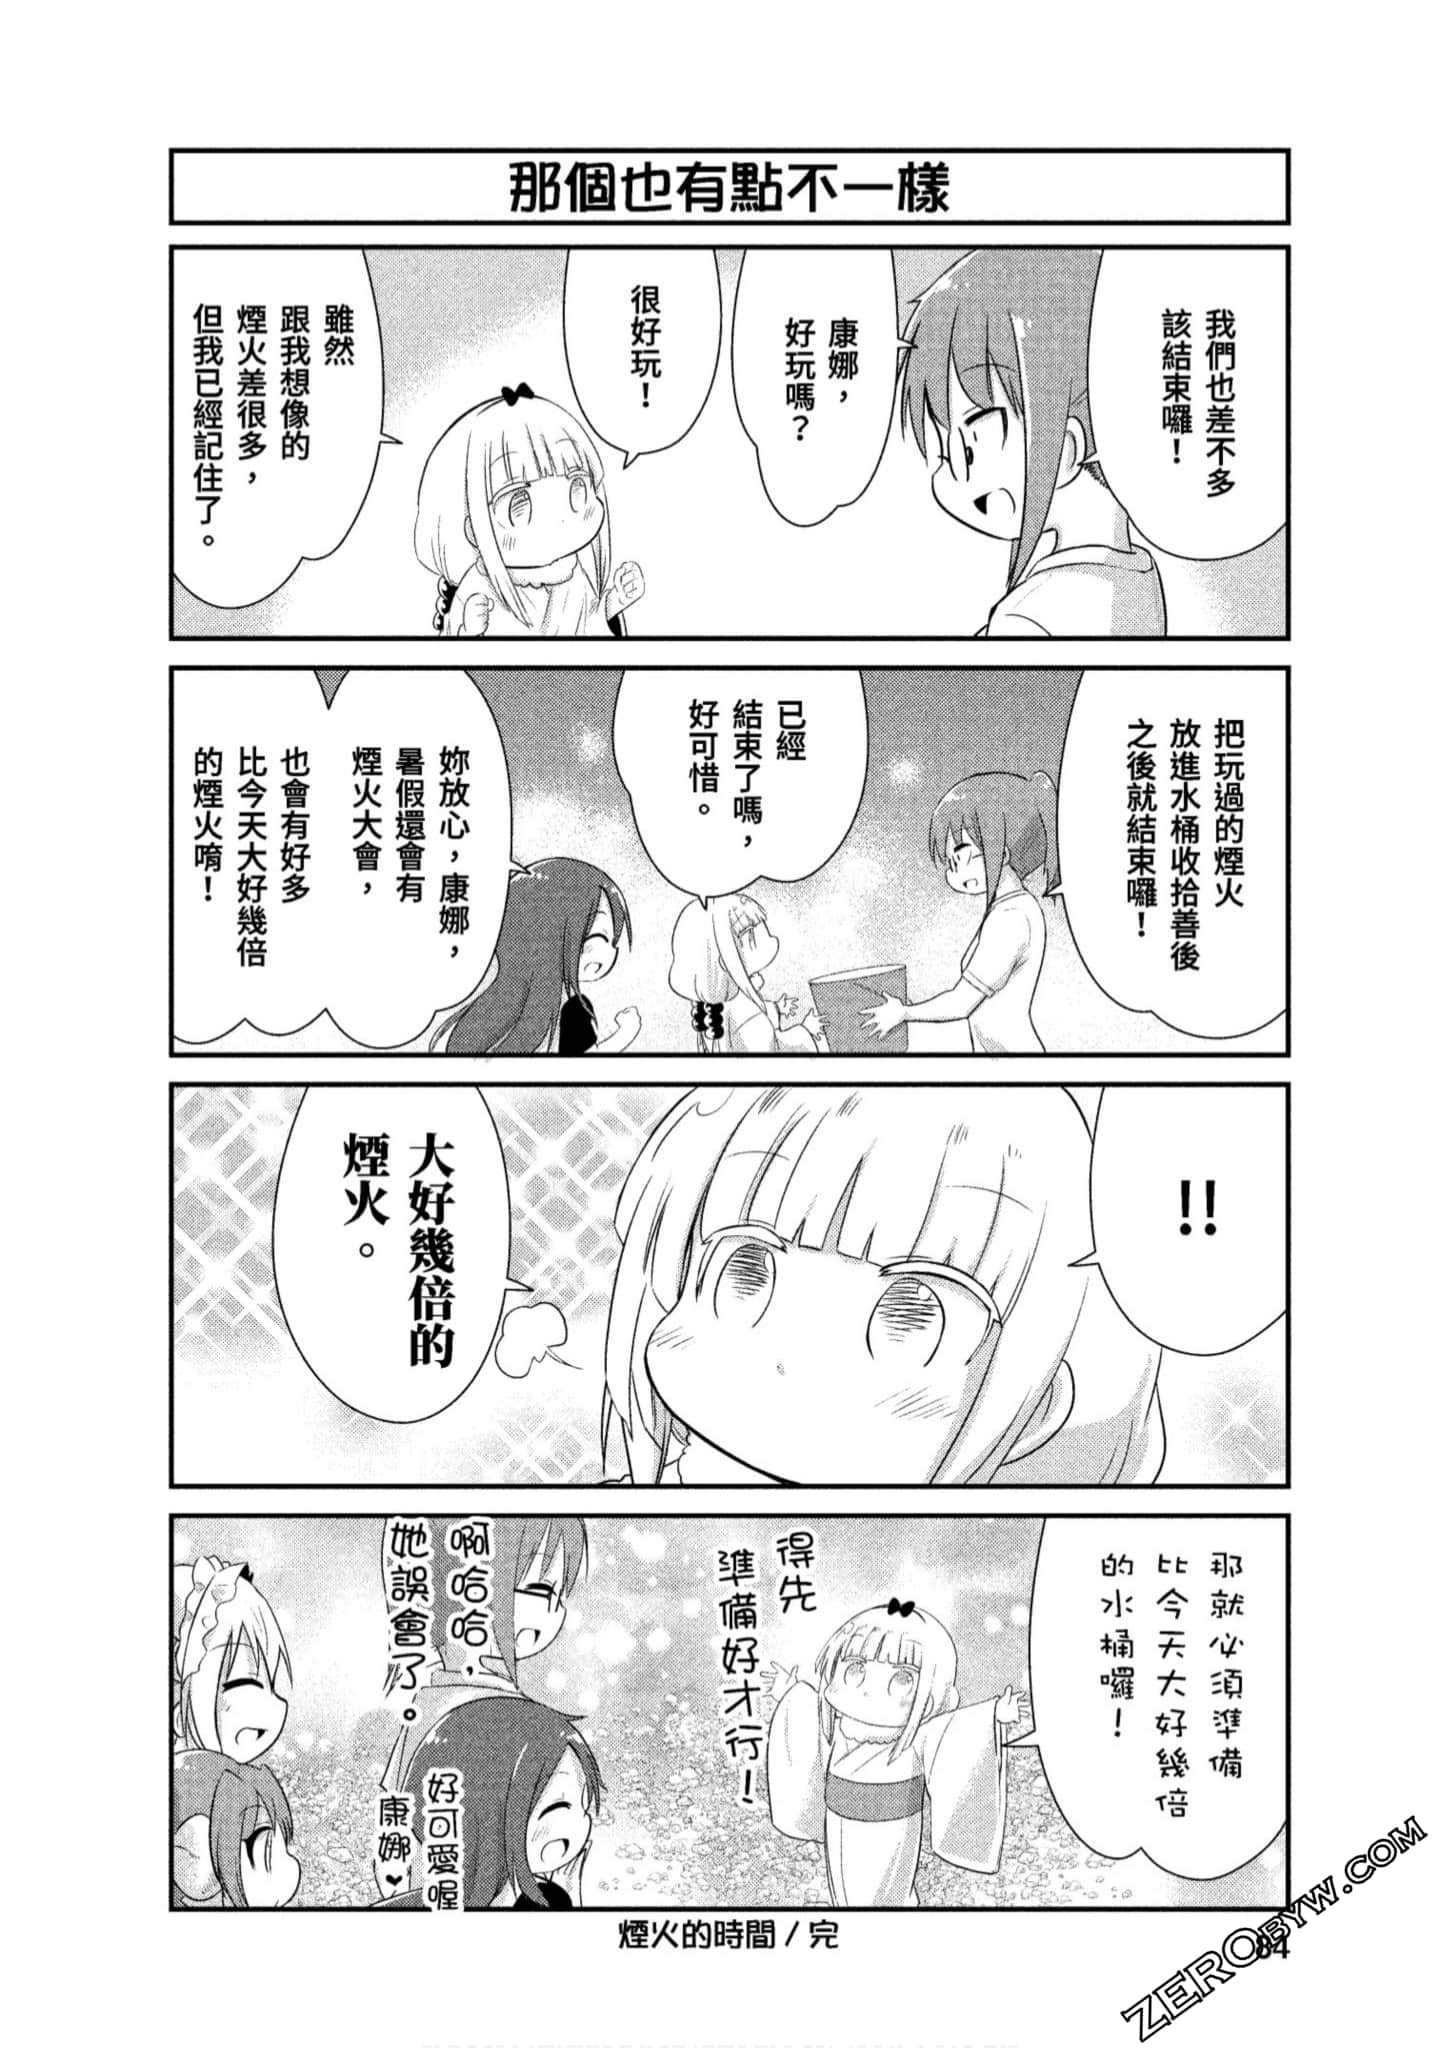 那個也有點不一樣
我們也差不多
該結束囉！
康娜，
好玩嗎？
很好玩！
雖然
跟我想像的
煙火差很多，
但我已經記住了。
把玩過的煙火
放進水桶收拾善後
之後就結束囉！
已經
結束了嗎，
好可惜。
妳放心，康娜，
暑假還會有
煙火大會，
也會有好多
比今天大好幾倍
的煙火唷！
!!
大好幾倍的
煙火。
那就必須準備
比今天大好幾倍
的水桶囉！
得先
準備好才行！
啊哈哈，
她誤會了。
好可愛喔
康娜♥
煙火的時間/完
84
ZEROBYW.COM